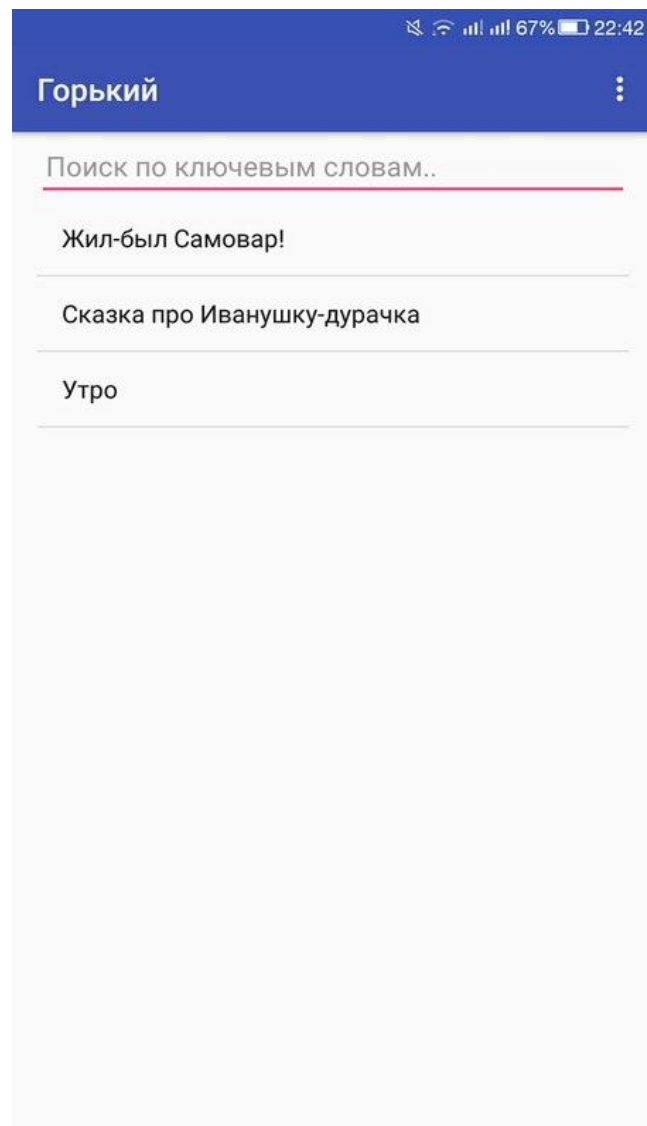 67% 22:42
Горький
Поиск по ключевым словам..
Жил-был Самовар!
Сказка про Иванушку-дурачка
Утро